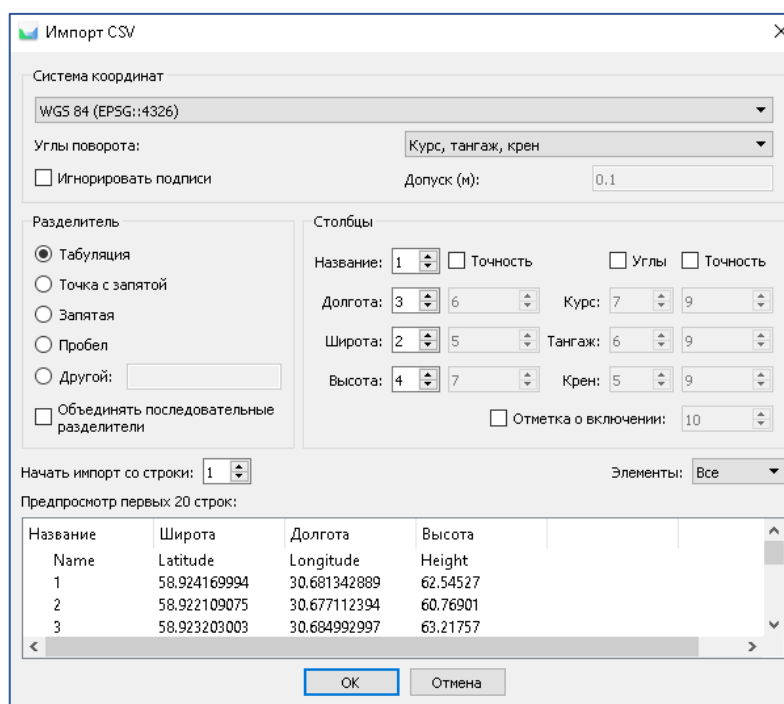 Импорт CSV
Система координат
WGS 84 (EPSG::4326)
Углы поворота: Курс, тангаж, крен
Игнорировать подписи Допуск (м): 0.1
Разделитель
Табуляция
Точка с запятой
Запятая
Пробел
Другой:
Объединять последовательные
разделители
Столбцы
Название: 1 Точность Углы Точность
Долгота: 3 6 Курс: 7 9
Широта: 2 5 Тангаж: 6 9
Высота: 4 7 Крен: 5 9
Отметка о включении: 10
Начать импорт со строки: 1 Элементы: Все
Предпросмотр первых 20 строк:
Название Широта Долгота Высота
Name Latitude Longitude Height
1 58.924169994 30.681342889 62.54527
2 58.922109075 30.677112394 60.76901
3 58.923203003 30.684992997 63.21757
OK Отмена